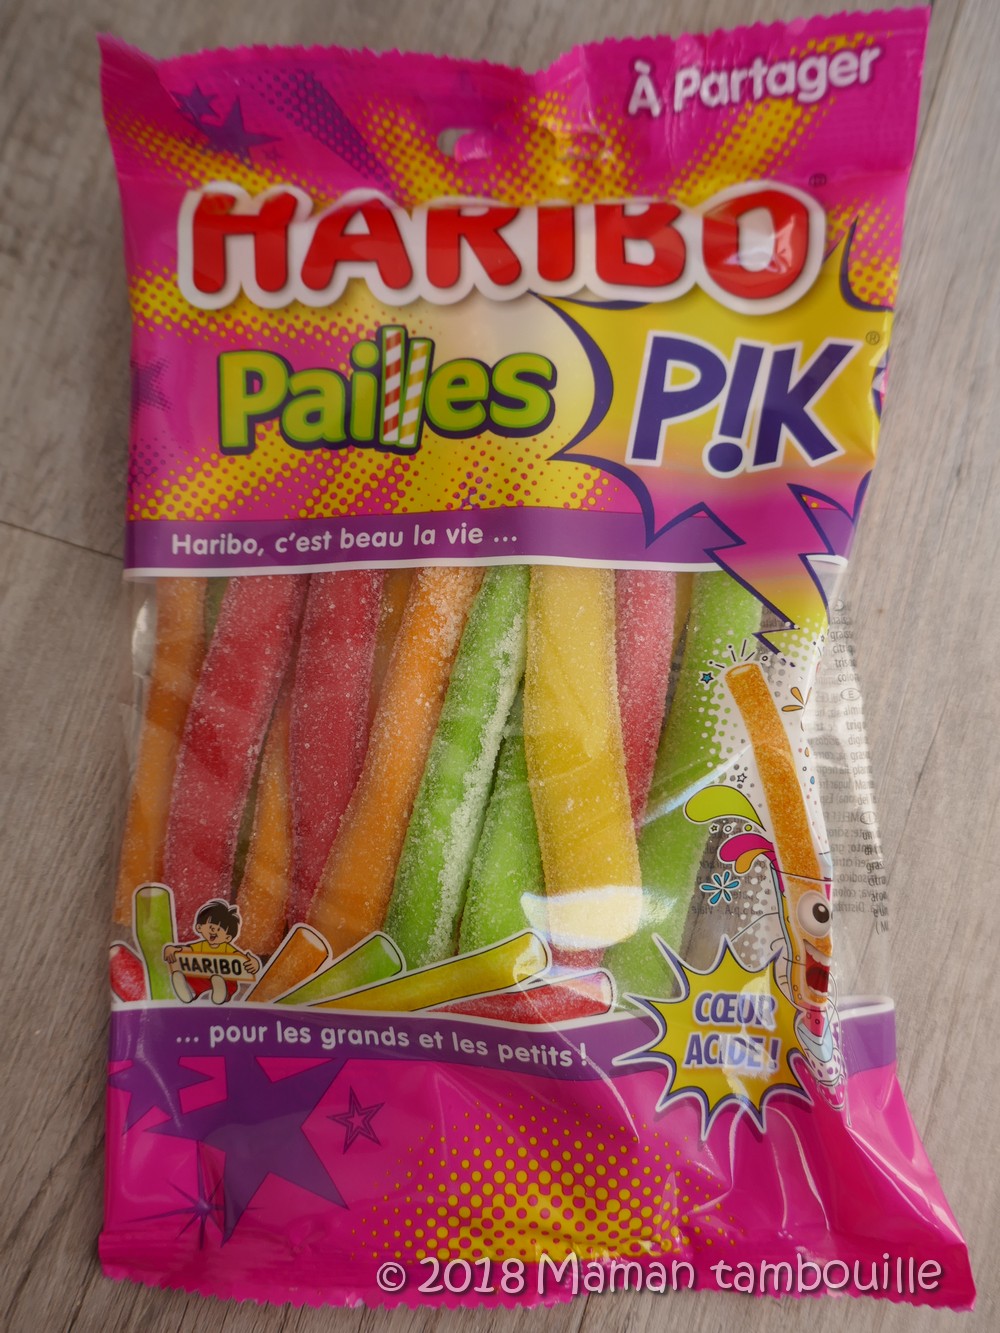 À Partager
HARIBO
Pailles
P!K
Haribo, c'est beau la vie ...
HARIBO
... pour les grands et les petits !
CŒUR
ACIDE !
© 2018 Maman tambouille